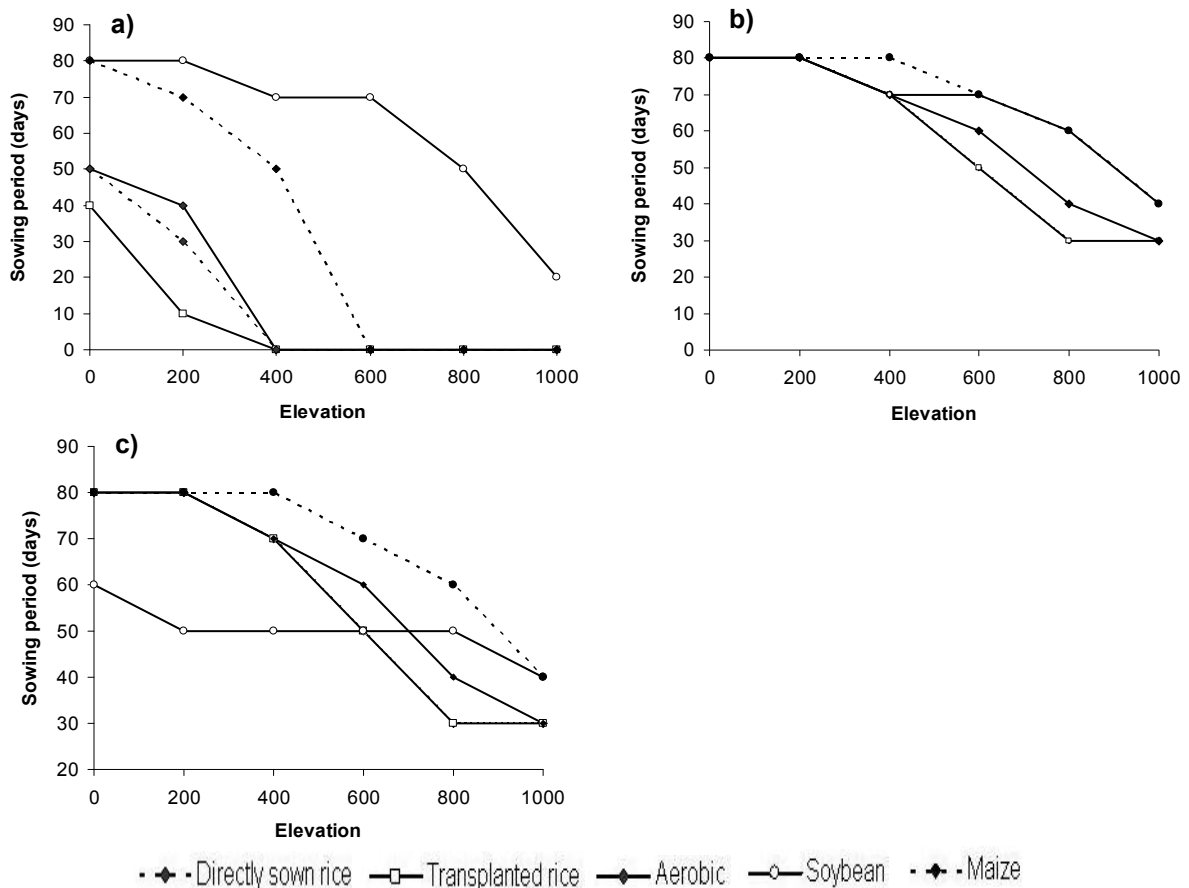 a)
90
80
70
60
50
40
30
20
10
0
Sowing period (days)
0 200 400 600 800 1000
Elevation
b)
90
80
70
60
50
40
30
20
10
0
Sowing period (days)
0 200 400 600 800 1000
Elevation
c)
90
80
70
60
50
40
30
20
Sowing period (days)
0 200 400 600 800 1000
Elevation
Directly sown rice Transplanted rice Aerobic Soybean Maize